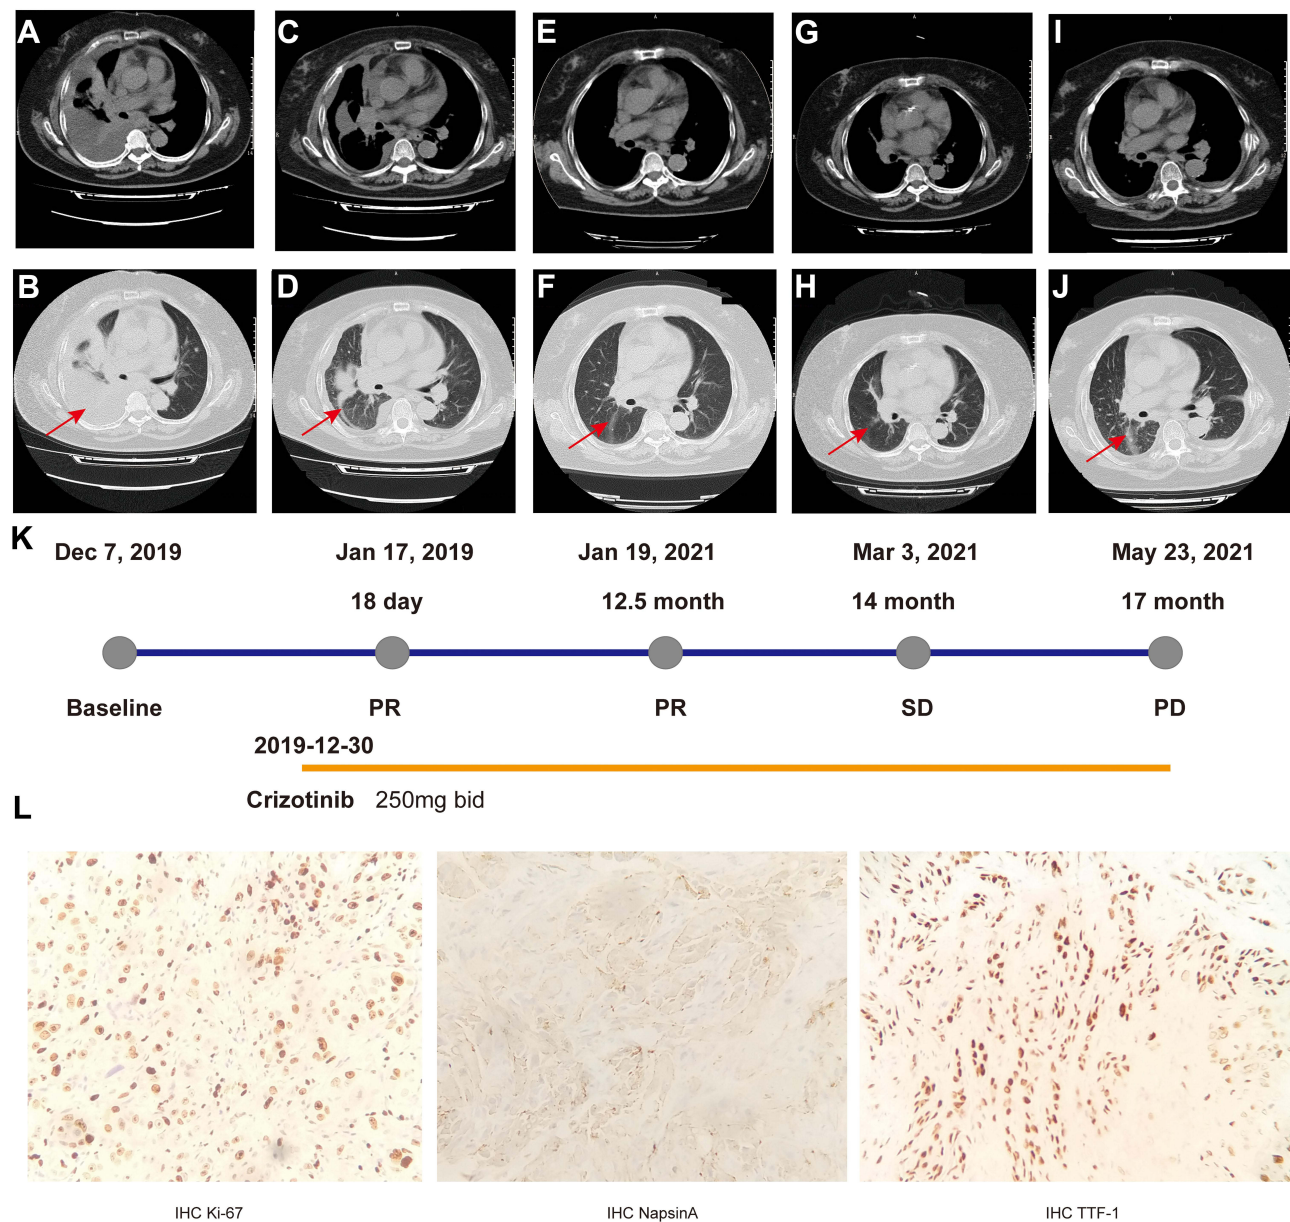 A C E G I
B D F H J
K
Dec 7, 2019 Jan 17, 2019 Jan 19, 2021 Mar 3, 2021 May 23, 2021
18 day 12.5 month 14 month 17 month
Baseline PR PR SD PD
2019-12-30
Crizotinib 250mg bid
L
IHC Ki-67 IHC NapsinA IHC TTF-1